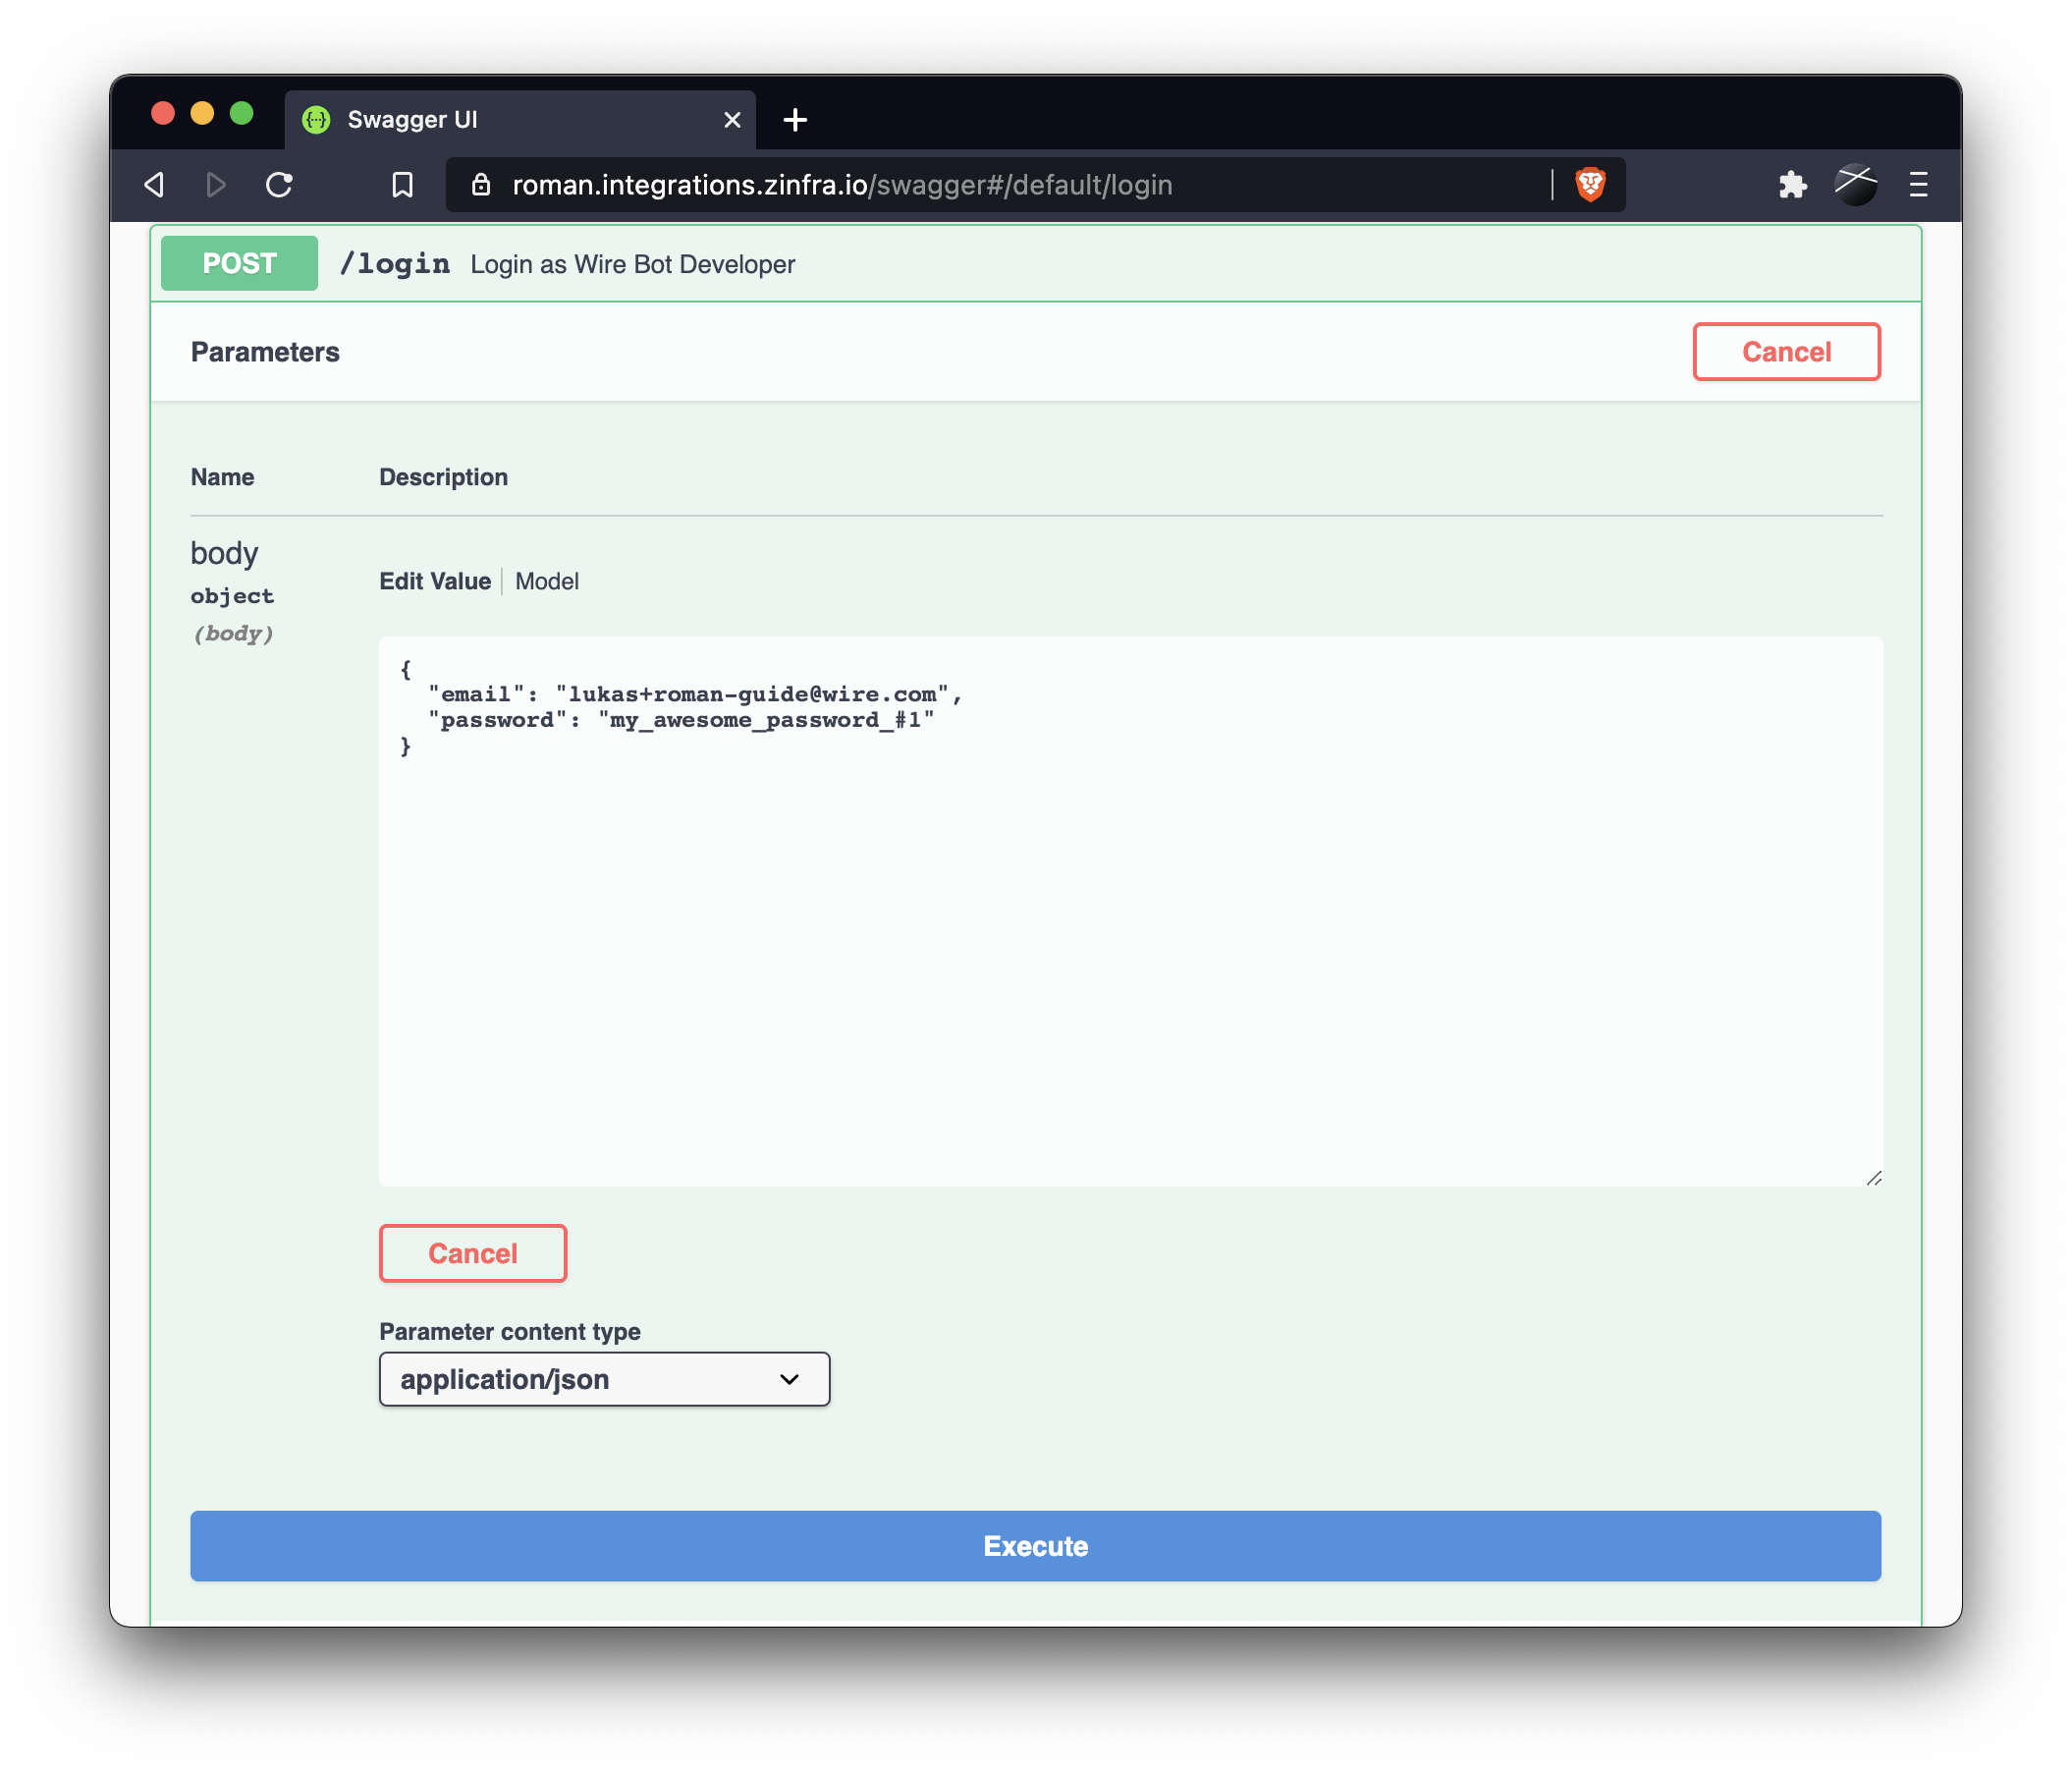 Swagger UI
roman.integrations.zinfra.io/swagger#/default/login
POST /login Login as Wire Bot Developer
Parameters
Cancel
Name Description
body
object
(body)
Edit Value Model
{
"email": "lukas+roman-guide@wire.com",
"password": "my_awesome_password_#1"
}
Cancel
Parameter content type
application/json
Execute